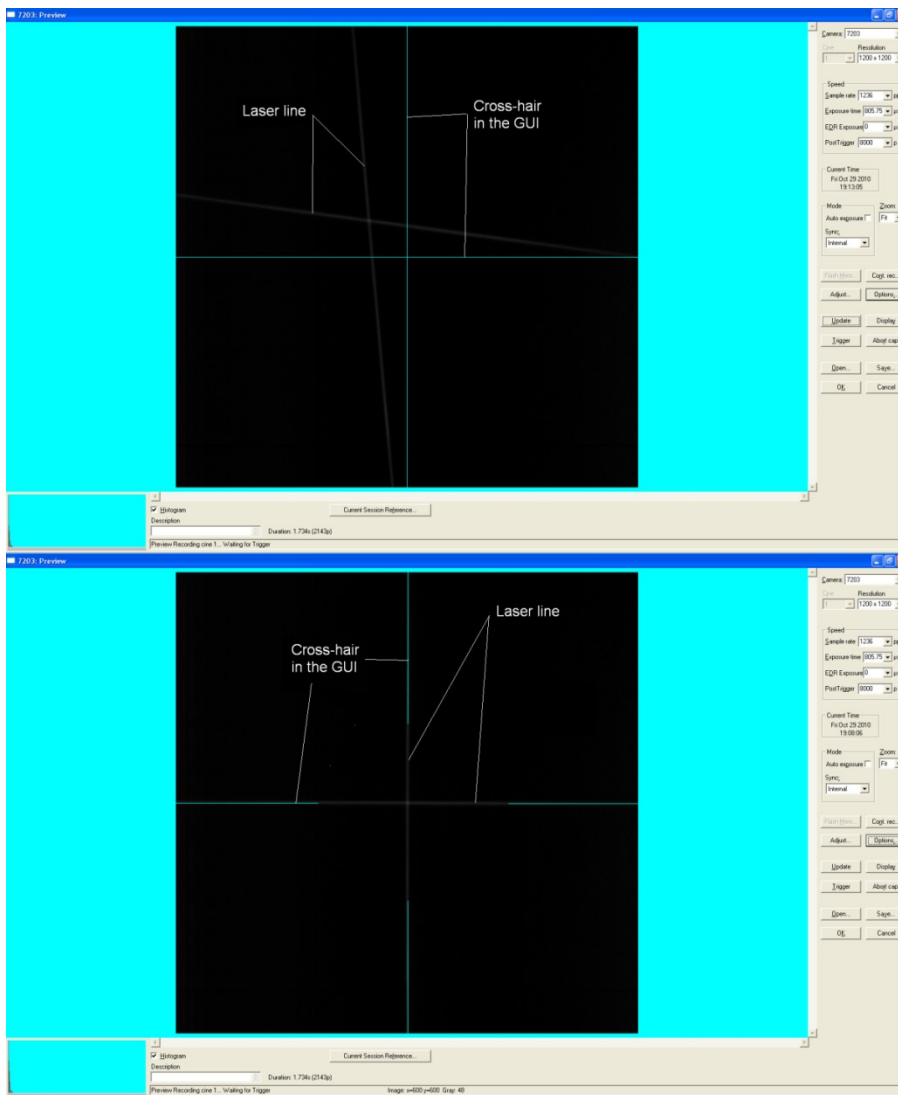 7203: Preview
Camera: 7203
Cine
Resolution
1
1200 x 1200
Speed
Sample rate 1236
Exposure time 805.75
EDR Exposure 0
PostTrigger 8000 p
Current Time
Fri Oct 29 2010
19:13:05
Mode
Zoom:
Auto exposure
Fit
Sync.
Internal
Cont. rec...
Adjust...
Options...
Update
Display
Trigger
Abort cap
Open...
Save...
OK
Cancel
Laser line
Cross-hair
in the GUI
Histogram
Current Session Reference...
Description
Duration: 1.734s (2143p)
Preview Recording cine 1... Waiting for Trigger
7203: Preview
Camera: 7203
Cine
Resolution
1
1200 x 1200
Speed
Sample rate 1236
Exposure time 805.75
EDR Exposure 0
PostTrigger 8000 p
Current Time
Fri Oct 29 2010
19:08:06
Mode
Zoom:
Auto exposure
Fit
Sync.
Internal
Cont. rec...
Adjust...
Options...
Update
Display
Trigger
Abort cap
Open...
Save...
OK
Cancel
Laser line
Cross-hair
in the GUI
Histogram
Current Session Reference...
Description
Duration: 1.734s (2143p)
Preview Recording cine 1... Waiting for Trigger
Image: x=600 y=600 Gray: 48